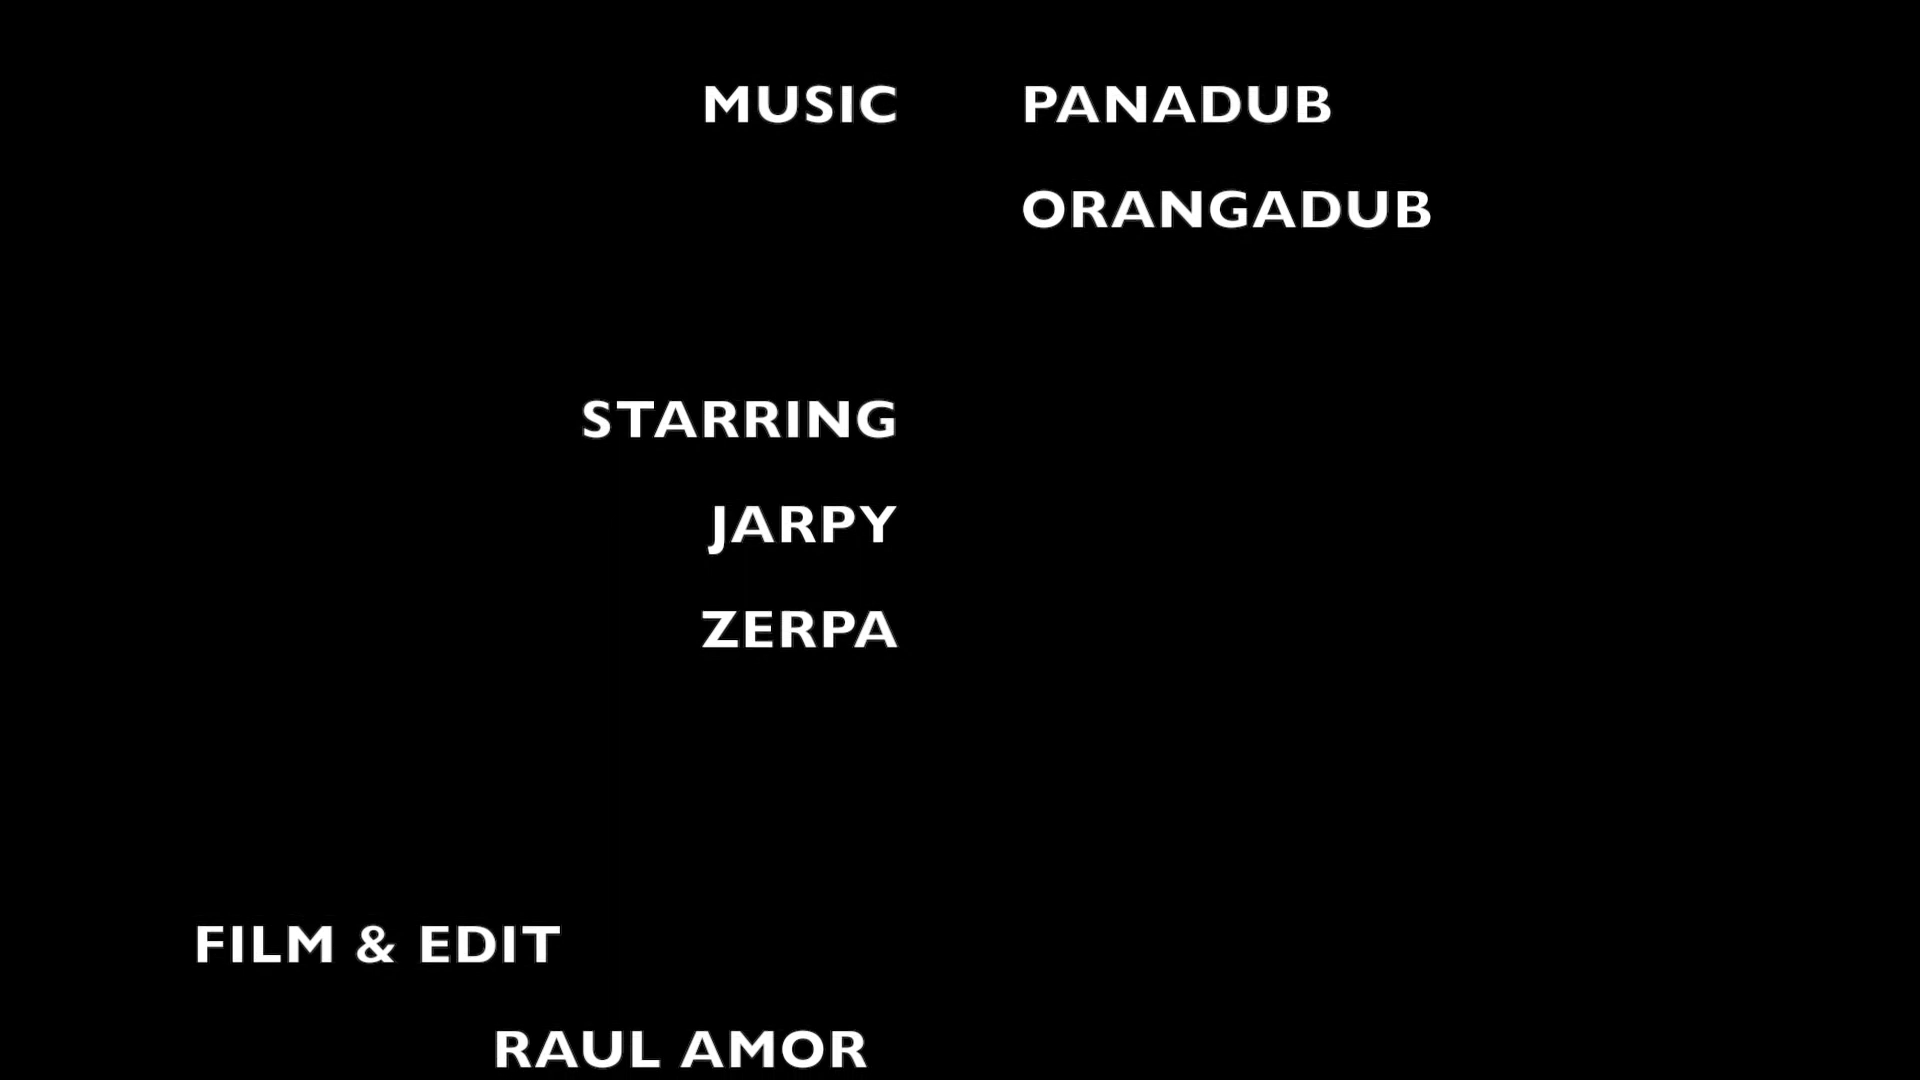 MUSIC PANADUB
ORANGADUB
STARRING
JARPY
ZERPA
FILM & EDIT
RAUL AMOR